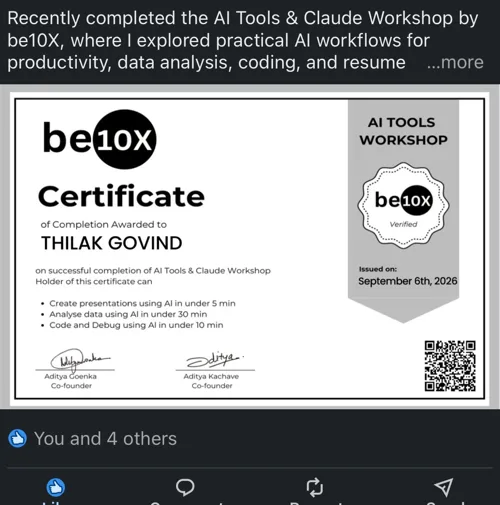 Recently completed the AI Tools & Claude Workshop by
be10X, where I explored practical AI workflows for
productivity, data analysis, coding, and resume ...more
be10X
Certificate
of Completion Awarded to
THILAK GOVIND
on successful completion of AI Tools & Claude Workshop
Holder of this certificate can
• Create presentations using AI in under 5 min
• Analyse data using AI in under 30 min
• Code and Debug using AI in under 10 min
Aditya Goenka
Co-founder
Aditya
Aditya Kachave
Co-founder
AI TOOLS
WORKSHOP
be10X
Verified
Issued on:
September 6th, 2026
You and 4 others